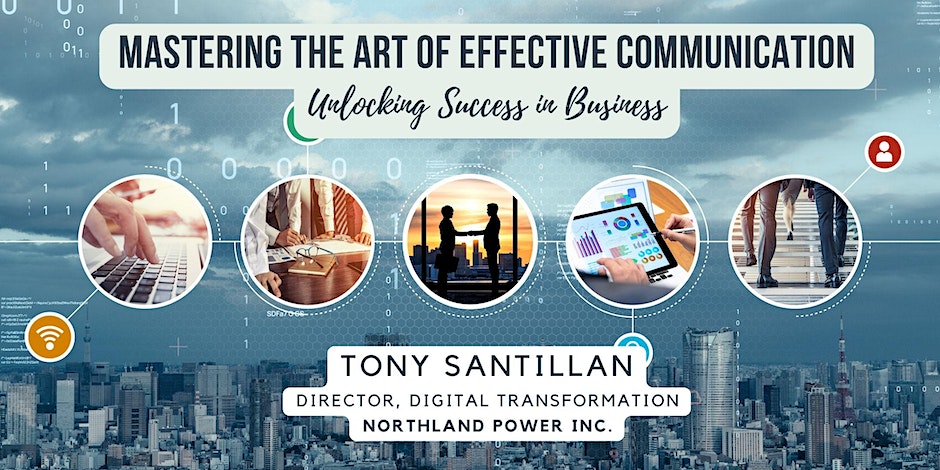 MASTERING THE ART OF EFFECTIVE COMMUNICATION
Unlocking Success in Business
TONY SANTILLAN
DIRECTOR, DIGITAL TRANSFORMATION
NORTHLAND POWER INC.